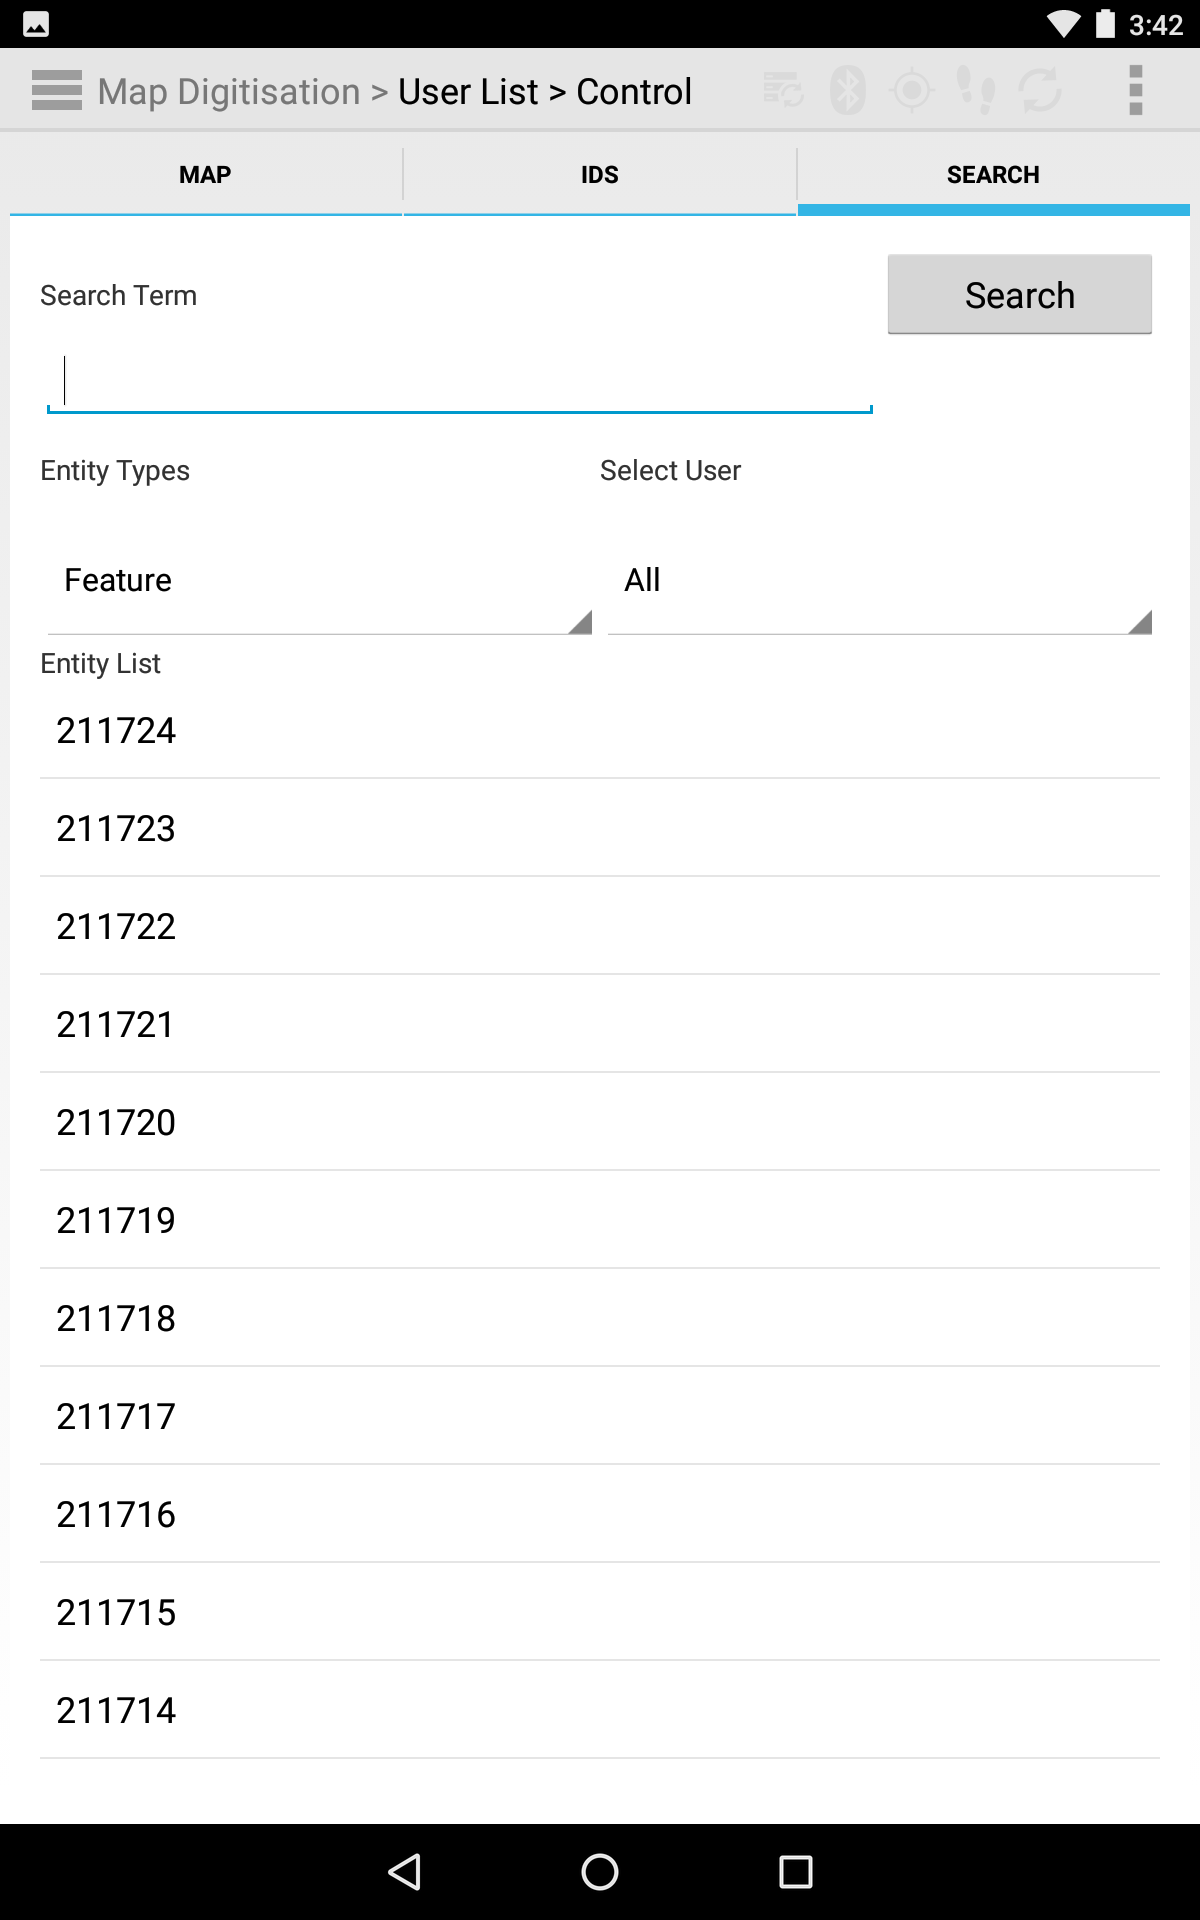 3:42
Map Digitisation > User List > Control
MAP
IDS
SEARCH
Search Term
Search
Entity Types
Select User
Feature
All
Entity List
211724
211723
211722
211721
211720
211719
211718
211717
211716
211715
211714